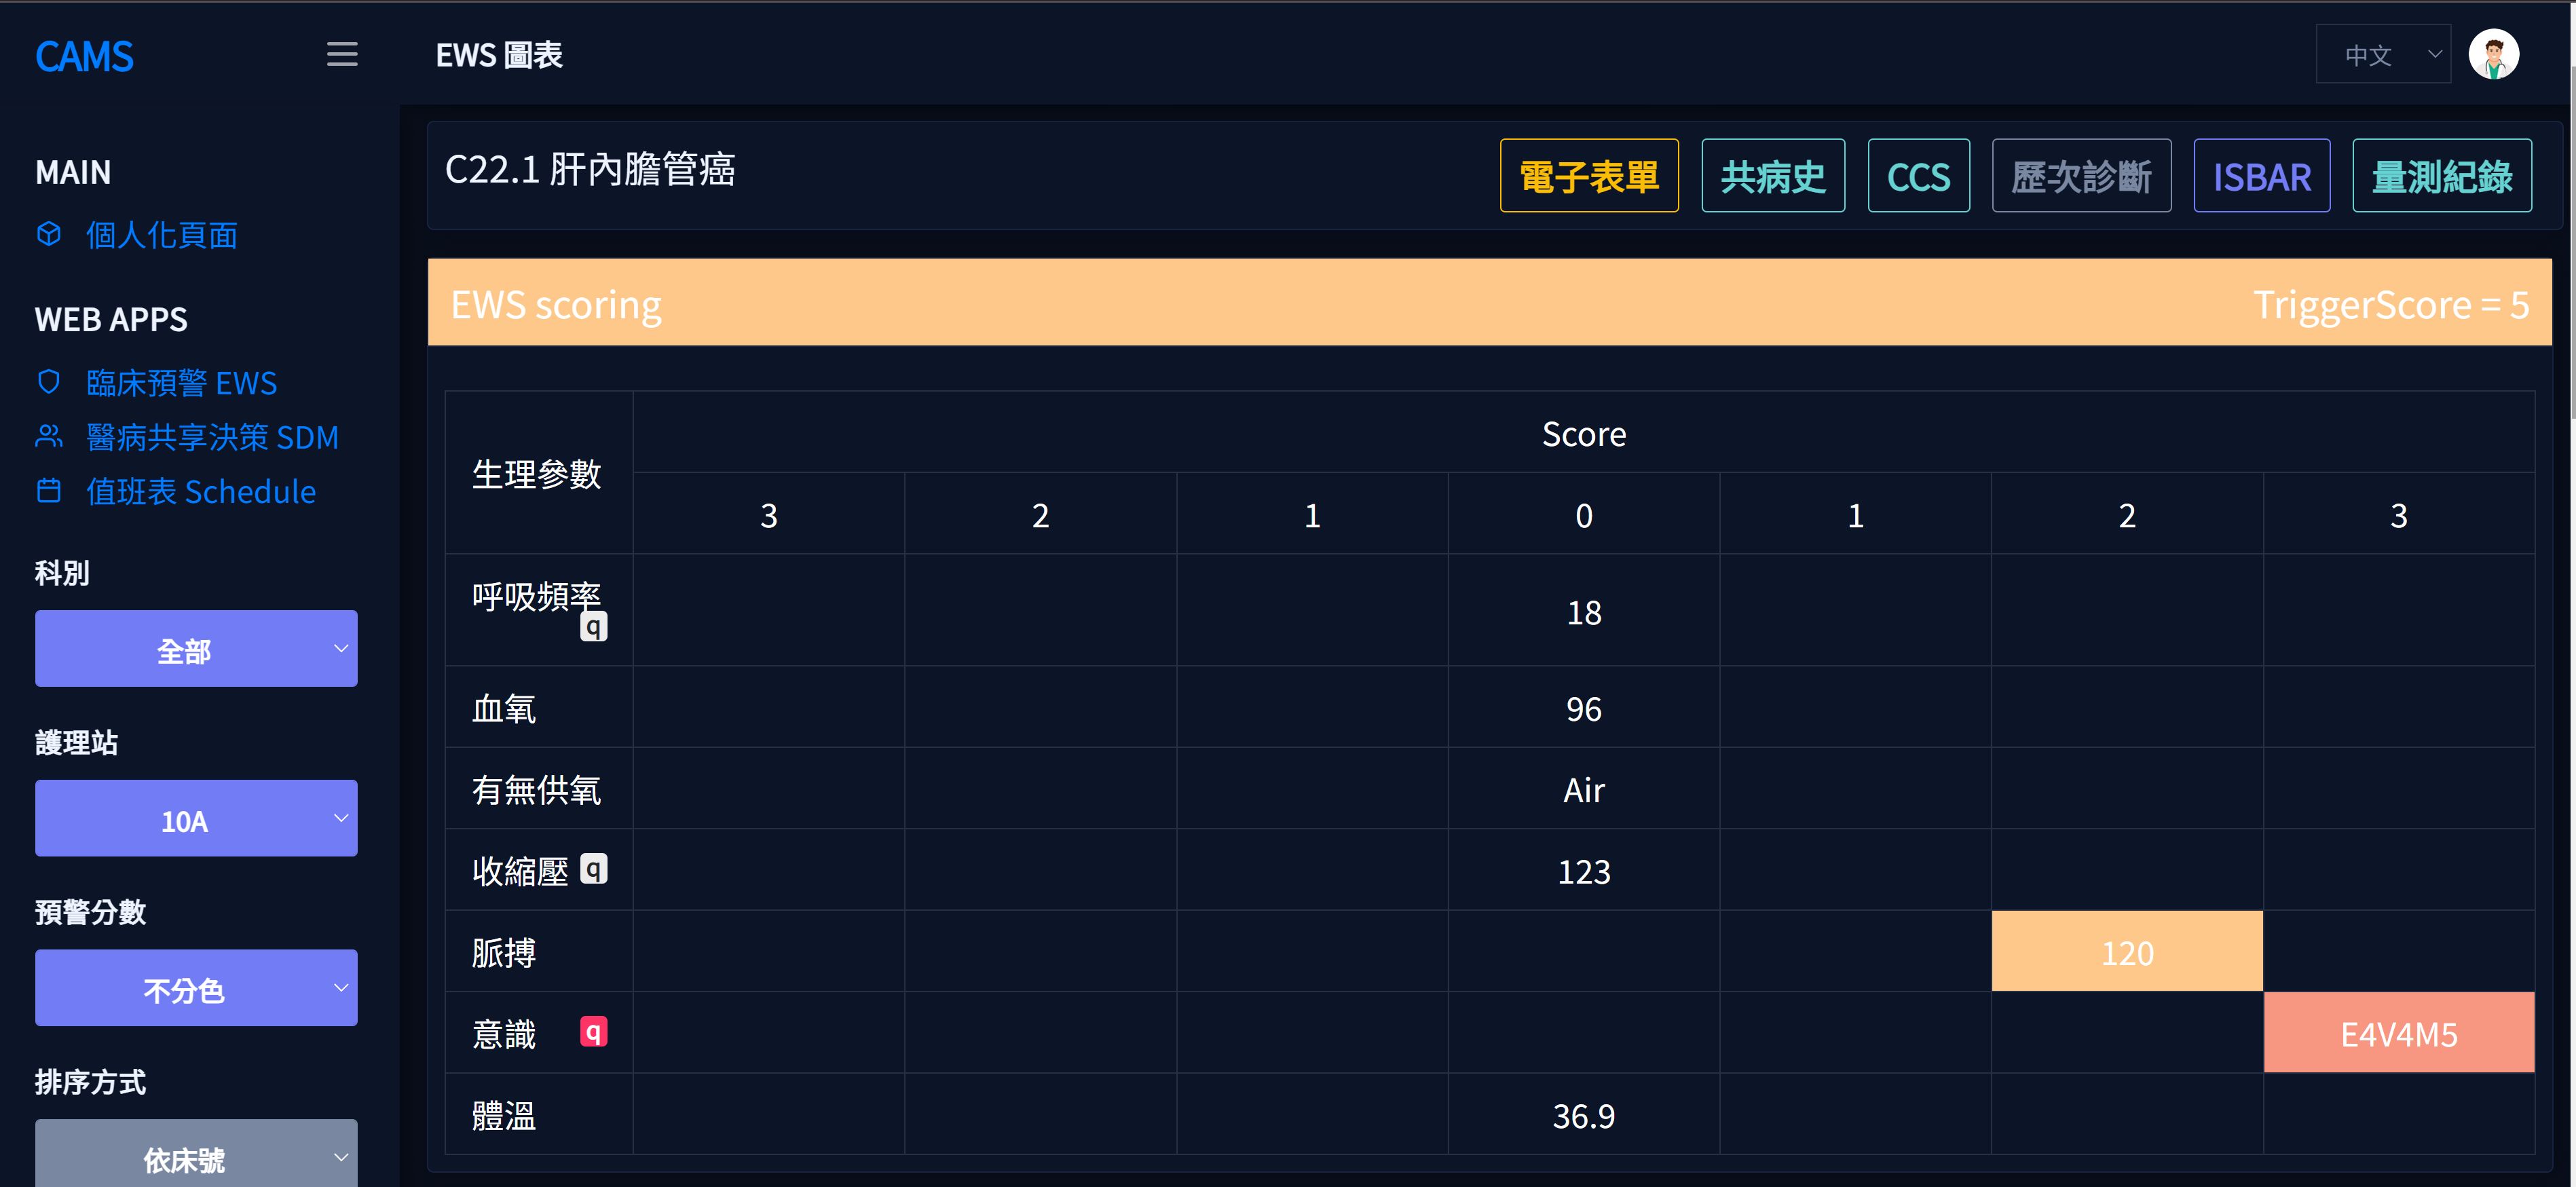 CAMS
EWS 圖表
中文
MAIN
個人化頁面
WEB APPS
臨床預警 EWS
醫病共享決策 SDM
值班表 Schedule
科別
全部
護理站
10A
預警分數
不分色
排序方式
依床號
C22.1 肝內膽管癌
電子表單 共病史 CCS 歷次診斷 ISBAR 量測紀錄
EWS scoring TriggerScore = 5
生理參數 Score
3 2 1 0 1 2 3
呼吸頻率 q 18
血氧 96
有無供氧 Air
收縮壓 q 123
脈搏 120
意識 q E4V4M5
體溫 36.9